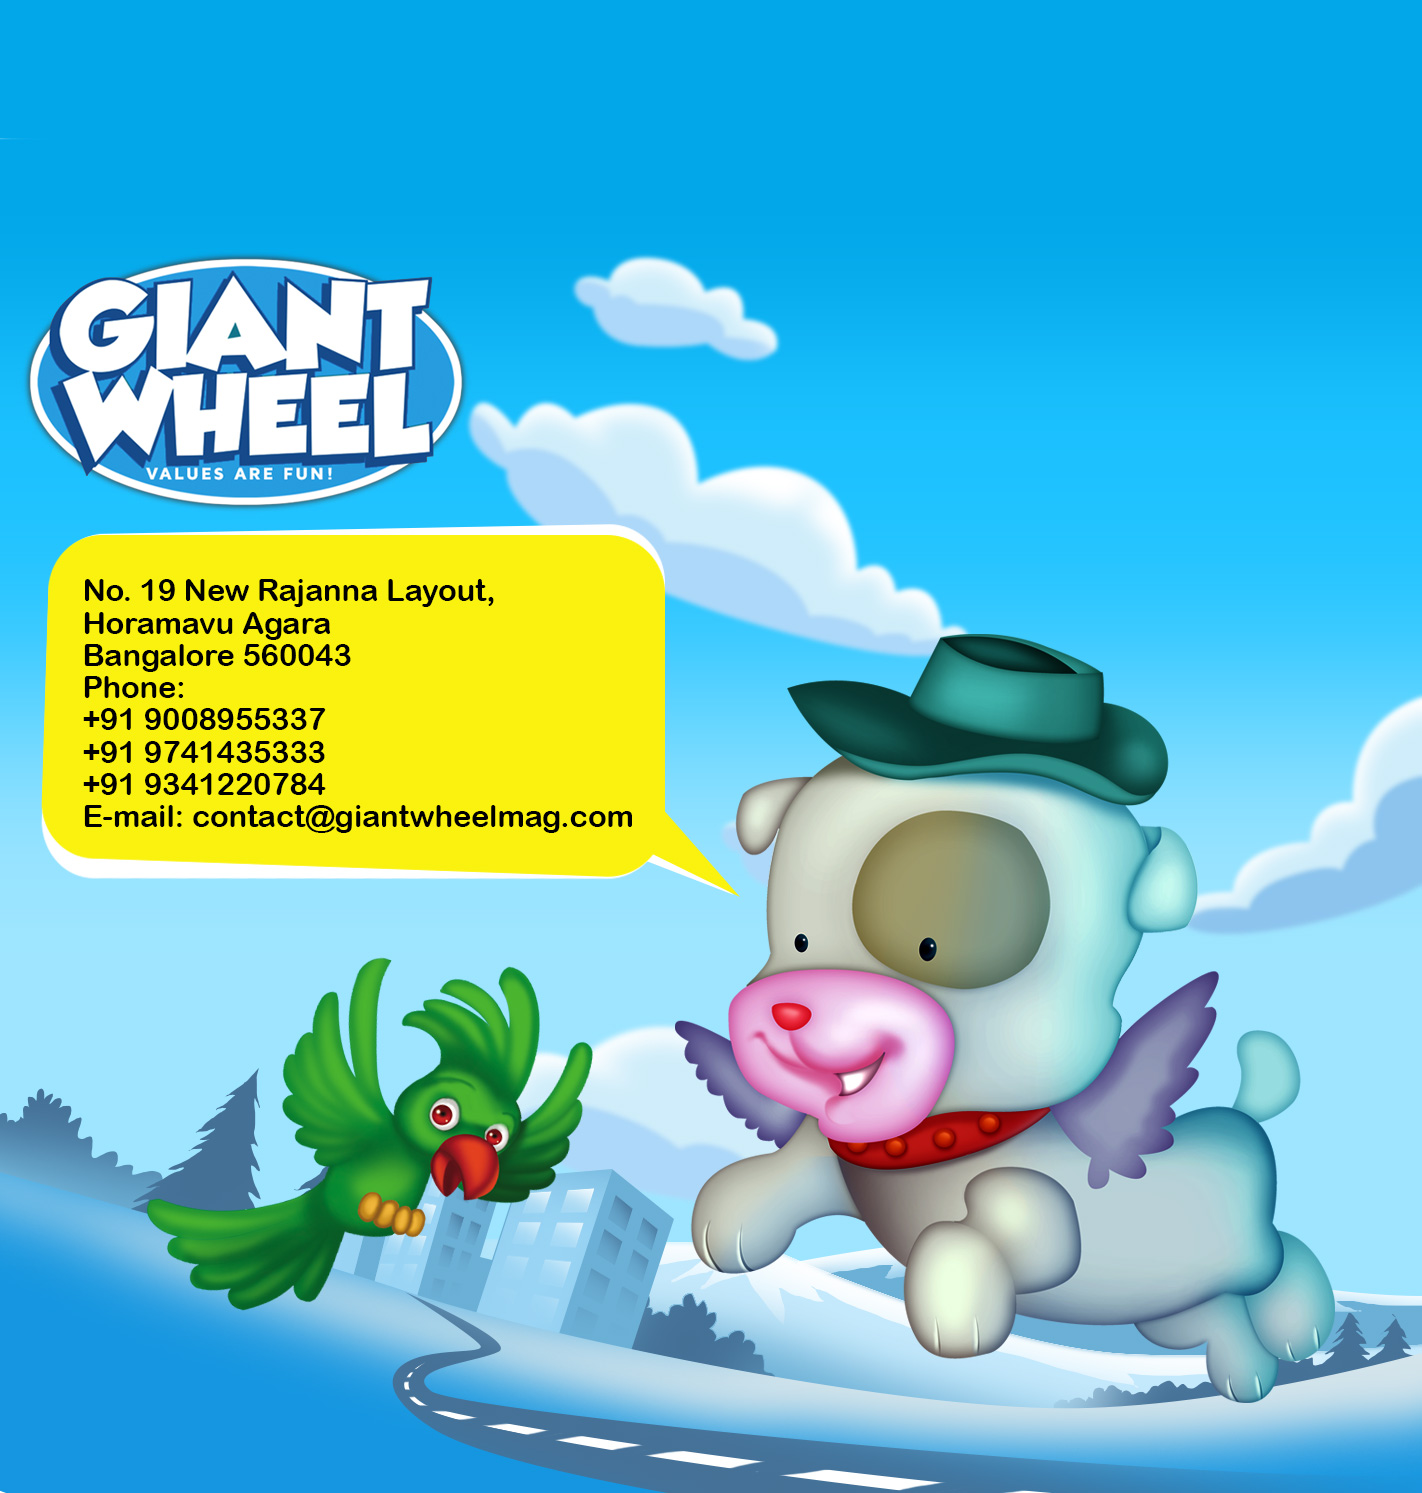 GIANT
WHEEL
VALUES ARE FUN!
No. 19 New Rajanna Layout,
Horamavu Agara
Bangalore 560043
Phone:
+91 9008955337
+91 9741435333
+91 9341220784
E-mail: contact@giantwheelmag.com